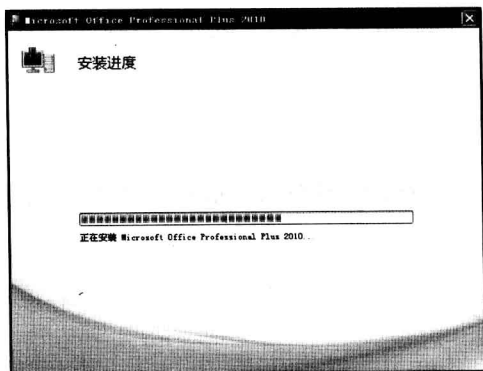 Microsoft Office Professional Plus 2010
安装进度
正在安装 Microsoft Office Professional Plus 2010...